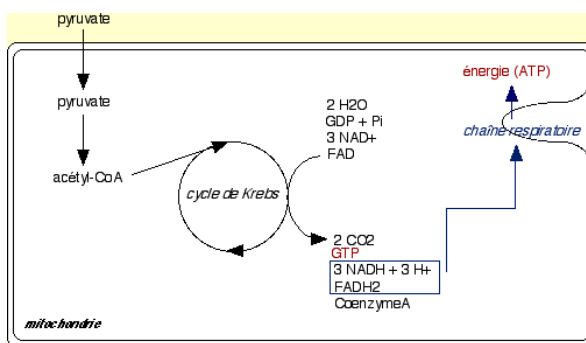 pyruvate
énergie (ATP)
pyruvate
2 H2O
GDP + Pi
3 NAD+
FAD
chaîne respiratoire
acétyl-CoA
cycle de Krebs
2 CO2
GTP
3 NADH + 3 H+
FADH2
CoenzymeA
mitochondrie